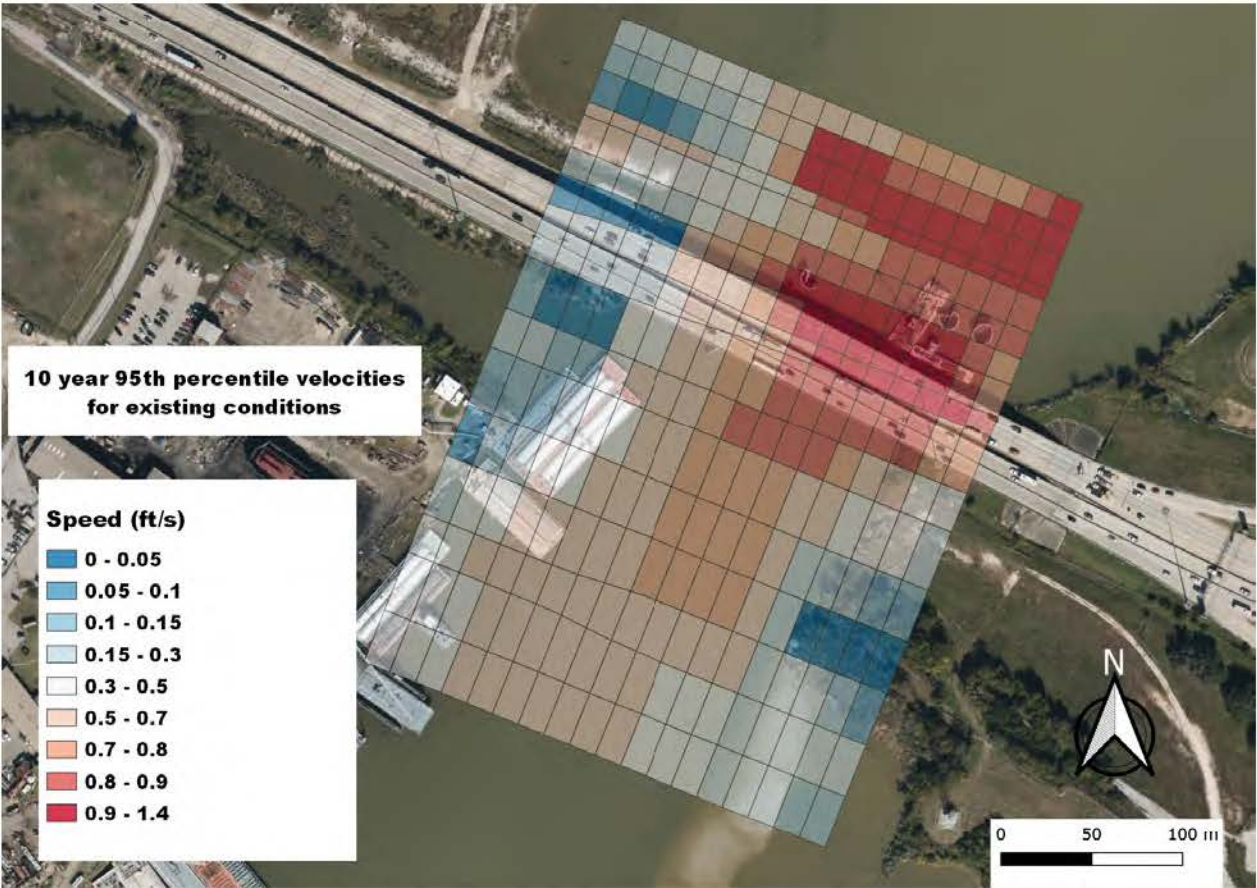 10 year 95th percentile velocities
for existing conditions
Speed (ft/s)
0 - 0.05
0.05 - 0.1
0.1 - 0.15
0.15 - 0.3
0.3 - 0.5
0.5 - 0.7
0.7 - 0.8
0.8 - 0.9
0.9 - 1.4
N
0 50 100 m